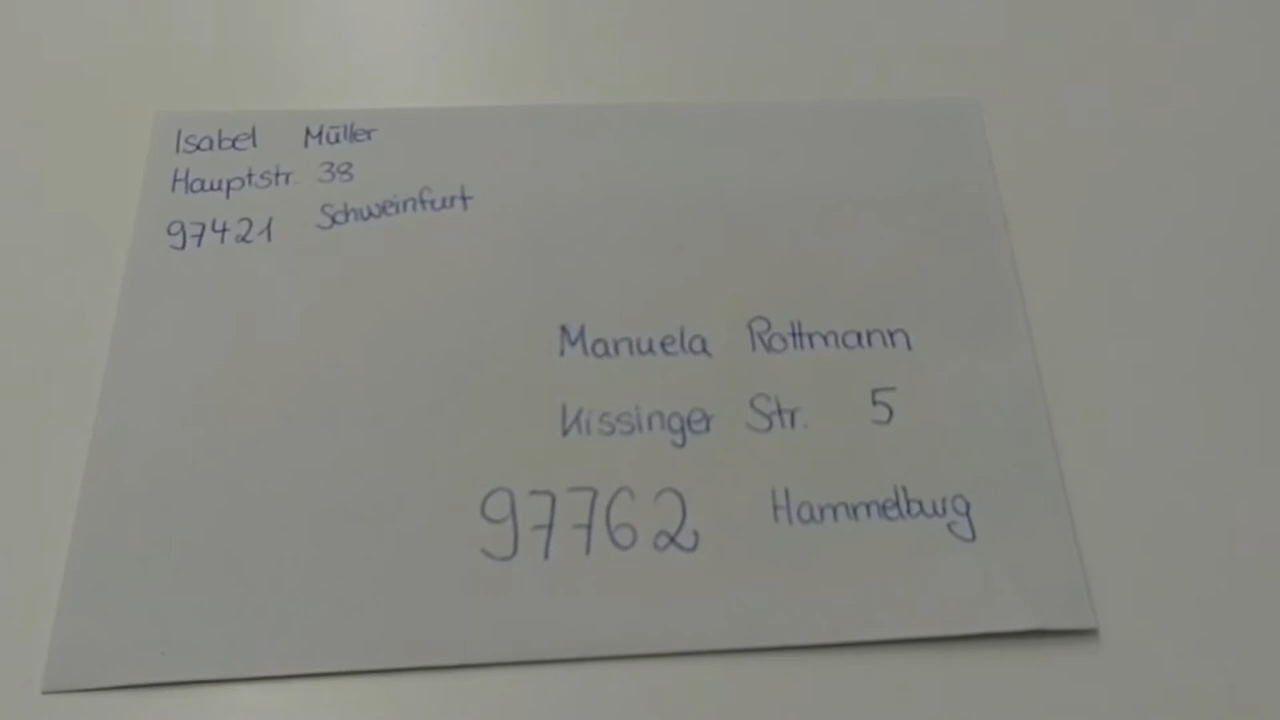 Isabel Müller
Hauptstr. 38
97421 Schweinfurt
Manuela Rottmann
Kissinger Str. 5
97762 Hammelburg